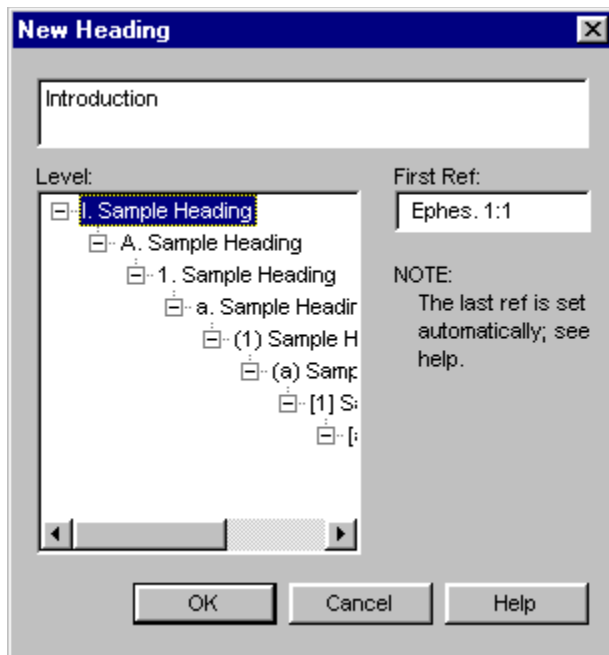 New Heading
Introduction
Level:
I. Sample Heading
A. Sample Heading
1. Sample Heading
a. Sample Headin
(1) Sample H
(a) Samp
[1] Sa
[a
First Ref:
Ephes. 1:1
NOTE:
The last ref is set
automatically; see
help.
OK
Cancel
Help